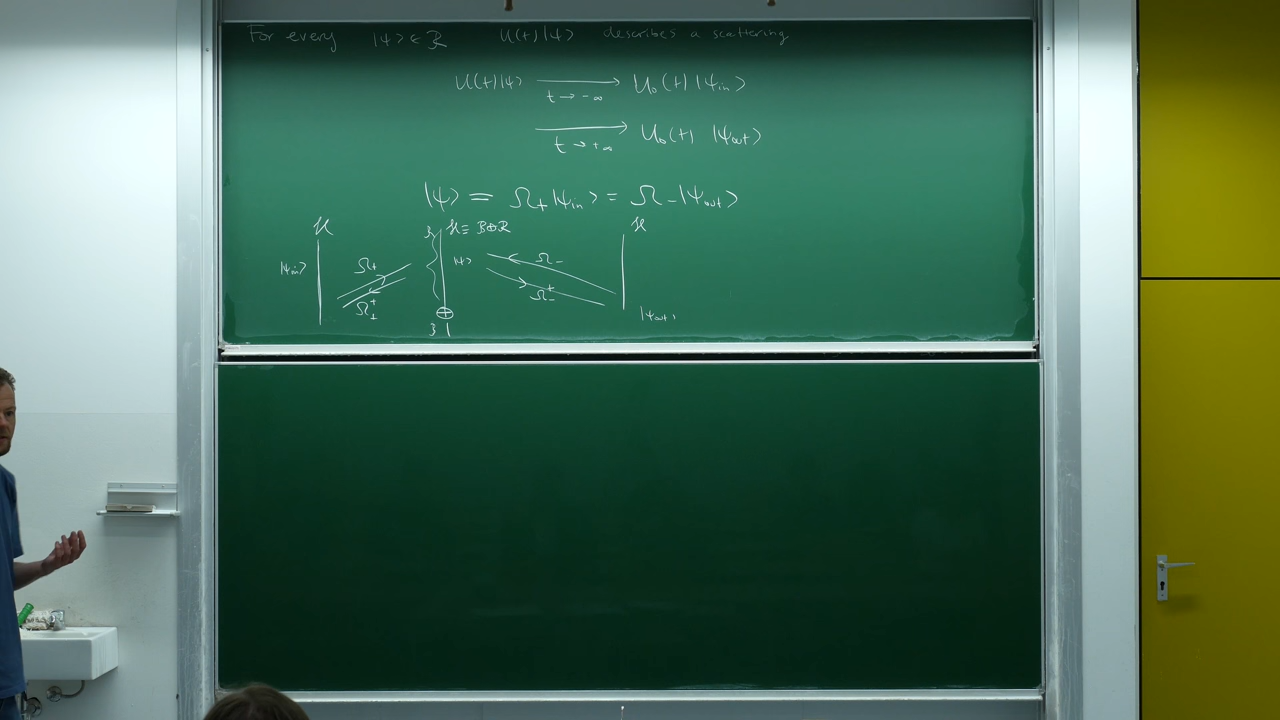 For every |ψ> ∈ R U(t)|ψ> describes a scattering
U(t)|ψ> ⟶ U₀(t)|ψin>
t → -∞
⟶ U₀(t) |ψout>
t → +∞
|ψ> = Ω₊|ψin> = Ω₋|ψout>
ℋ R ℋ = B⊕R ℋ
|ψin> Ω₊ |ψ> Ω₋
Ω₊† Ω₋†
⊕ |ψout>
B